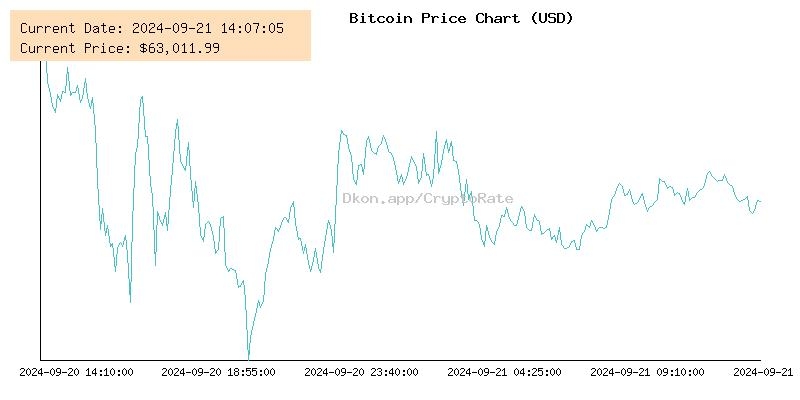 Bitcoin Price Chart (USD)
Current Date: 2024-09-21 14:07:05
Current Price: $63,011.99
Dkon.app/CryptoRate
2024-09-20 14:10:00 2024-09-20 18:55:00 2024-09-20 23:40:00 2024-09-21 04:25:00 2024-09-21 09:10:00 2024-09-21